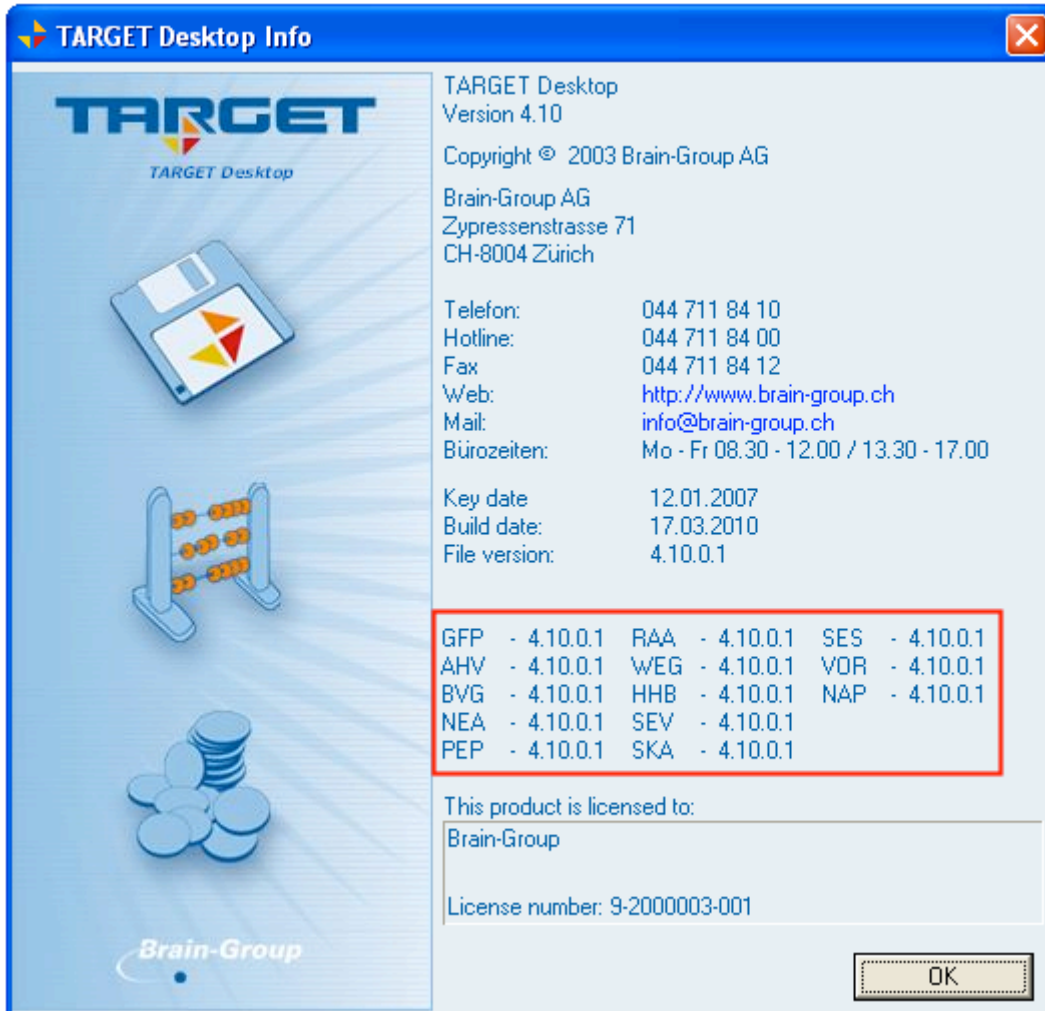 TARGET Desktop Info
TARGET
TARGET Desktop
TARGET Desktop
Version 4.10
Copyright © 2003 Brain-Group AG
Brain-Group AG
Zypressenstrasse 71
CH-8004 Zürich
Telefon: 044 711 84 10
Hotline: 044 711 84 00
Fax 044 711 84 12
Web: http://www.brain-group.ch
Mail: info@brain-group.ch
Bürozeiten: Mo - Fr 08.30 - 12.00 / 13.30 - 17.00
Key date 12.01.2007
Build date: 17.03.2010
File version: 4.10.0.1
GFP - 4.10.0.1 RAA - 4.10.0.1 SES - 4.10.0.1
AHV - 4.10.0.1 WEG - 4.10.0.1 VOR - 4.10.0.1
BVG - 4.10.0.1 HHB - 4.10.0.1 NAP - 4.10.0.1
NEA - 4.10.0.1 SEV - 4.10.0.1
PEP - 4.10.0.1 SKA - 4.10.0.1
This product is licensed to:
Brain-Group
License number: 9-2000003-001
Brain-Group
OK